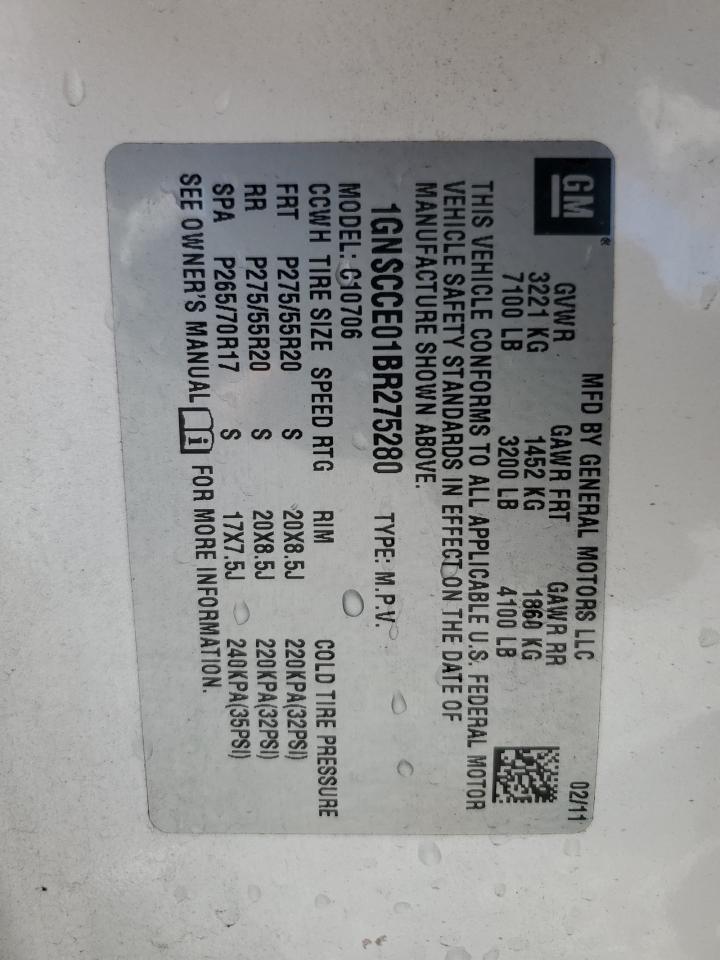 GM®
MFD BY GENERAL MOTORS LLC 02/11
GVWR GAWR FRT GAWR RR
3221 KG 1452 KG 1860 KG
7100 LB 3200 LB 4100 LB
THIS VEHICLE CONFORMS TO ALL APPLICABLE U.S. FEDERAL MOTOR
VEHICLE SAFETY STANDARDS IN EFFECT ON THE DATE OF
MANUFACTURE SHOWN ABOVE.
1GNSCCE01BR275280 TYPE: M.P.V.
MODEL: C10706
CCWH TIRE SIZE SPEED RTG RIM COLD TIRE PRESSURE
FRT P275/55R20 S 20X8.5J 220KPA(32PSI)
RR P275/55R20 S 20X8.5J 220KPA(32PSI)
SPA P265/70R17 S 17X7.5J 240KPA(35PSI)
SEE OWNER'S MANUAL i FOR MORE INFORMATION.